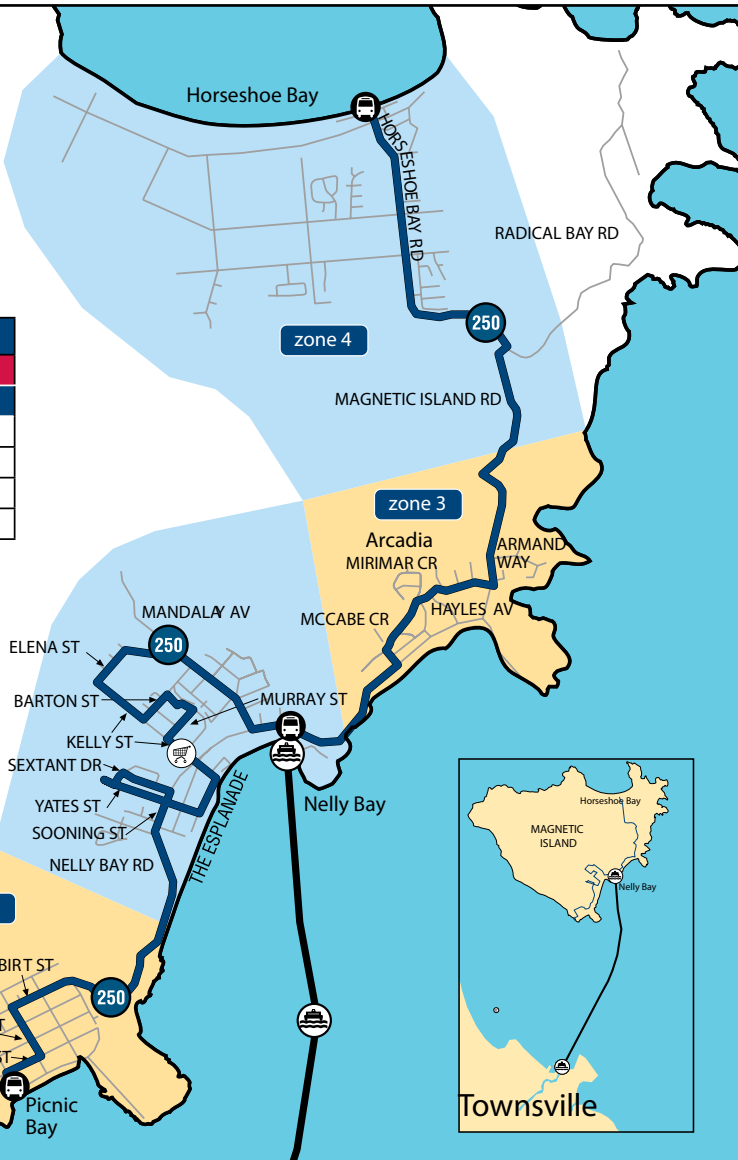 Horseshoe Bay
HORSESHOE BAY RD
RADICAL BAY RD
250
zone 4
MAGNETIC ISLAND RD
zone 3
Arcadia
MIRIMAR CR
ARMAND
WAY
HAYLES AV
MCCABE CR
MANDALAY AV
250
ELENA ST
BARTON ST
MURRAY ST
KELLY ST
SEXTANT DR
YATES ST
SOONING ST
THE ESPLANADE
Nelly Bay
NELLY BAY RD
BIRT ST
250
ST
Picnic
Bay
Horseshoe Bay
MAGNETIC
ISLAND
Nelly Bay
Townsville